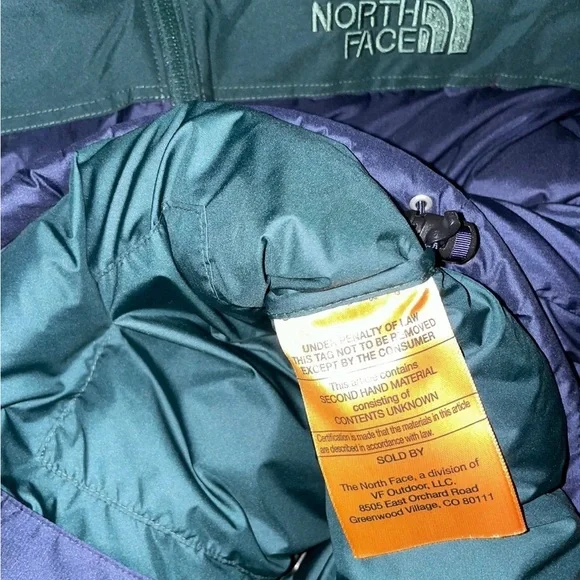 NORTH
FACE
UNDER PENALTY OF LAW
THIS TAG NOT TO BE REMOVED
EXCEPT BY THE CONSUMER
This article contains
SECOND HAND MATERIAL
consisting of
CONTENTS UNKNOWN
Certification is made that the materials in this article
are described in accordance with law.
SOLD BY
The North Face, a division of
VF Outdoor, LLC.
8505 East Orchard Road
Greenwood Village, CO 80111